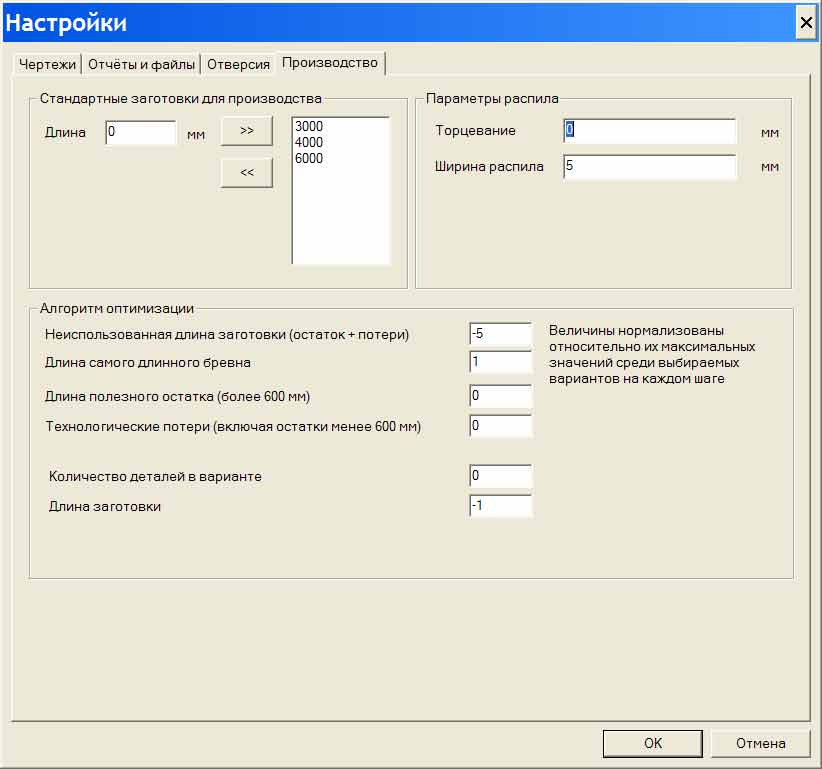 Настройки
Чертежи Отчёты и файлы Отверсия Производство
Стандартные заготовки для производства
Длина 0 мм >>
<<
3000
4000
6000
Параметры распила
Торцевание 0 мм
Ширина распила 5 мм
Алгоритм оптимизации
Неиспользованная длина заготовки (остаток + потери) -5
Длина самого длинного бревна 1
Длина полезного остатка (более 600 мм) 0
Технологические потери (включая остатки менее 600 мм) 0
Количество деталей в варианте 0
Длина заготовки -1
Величины нормализованы
относительно их максимальных
значений среди выбираемых
вариантов на каждом шаге
OK Отмена